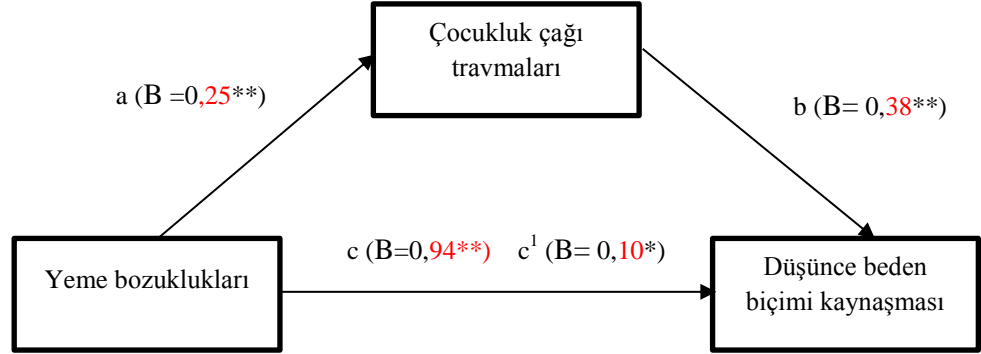 Çocukluk çağı
travmaları
a (B =0,25**)
b (B= 0,38**)
c (B=0,94**) c¹ (B= 0,10*)
Yeme bozuklukları
Düşünce beden
biçimi kaynaşması